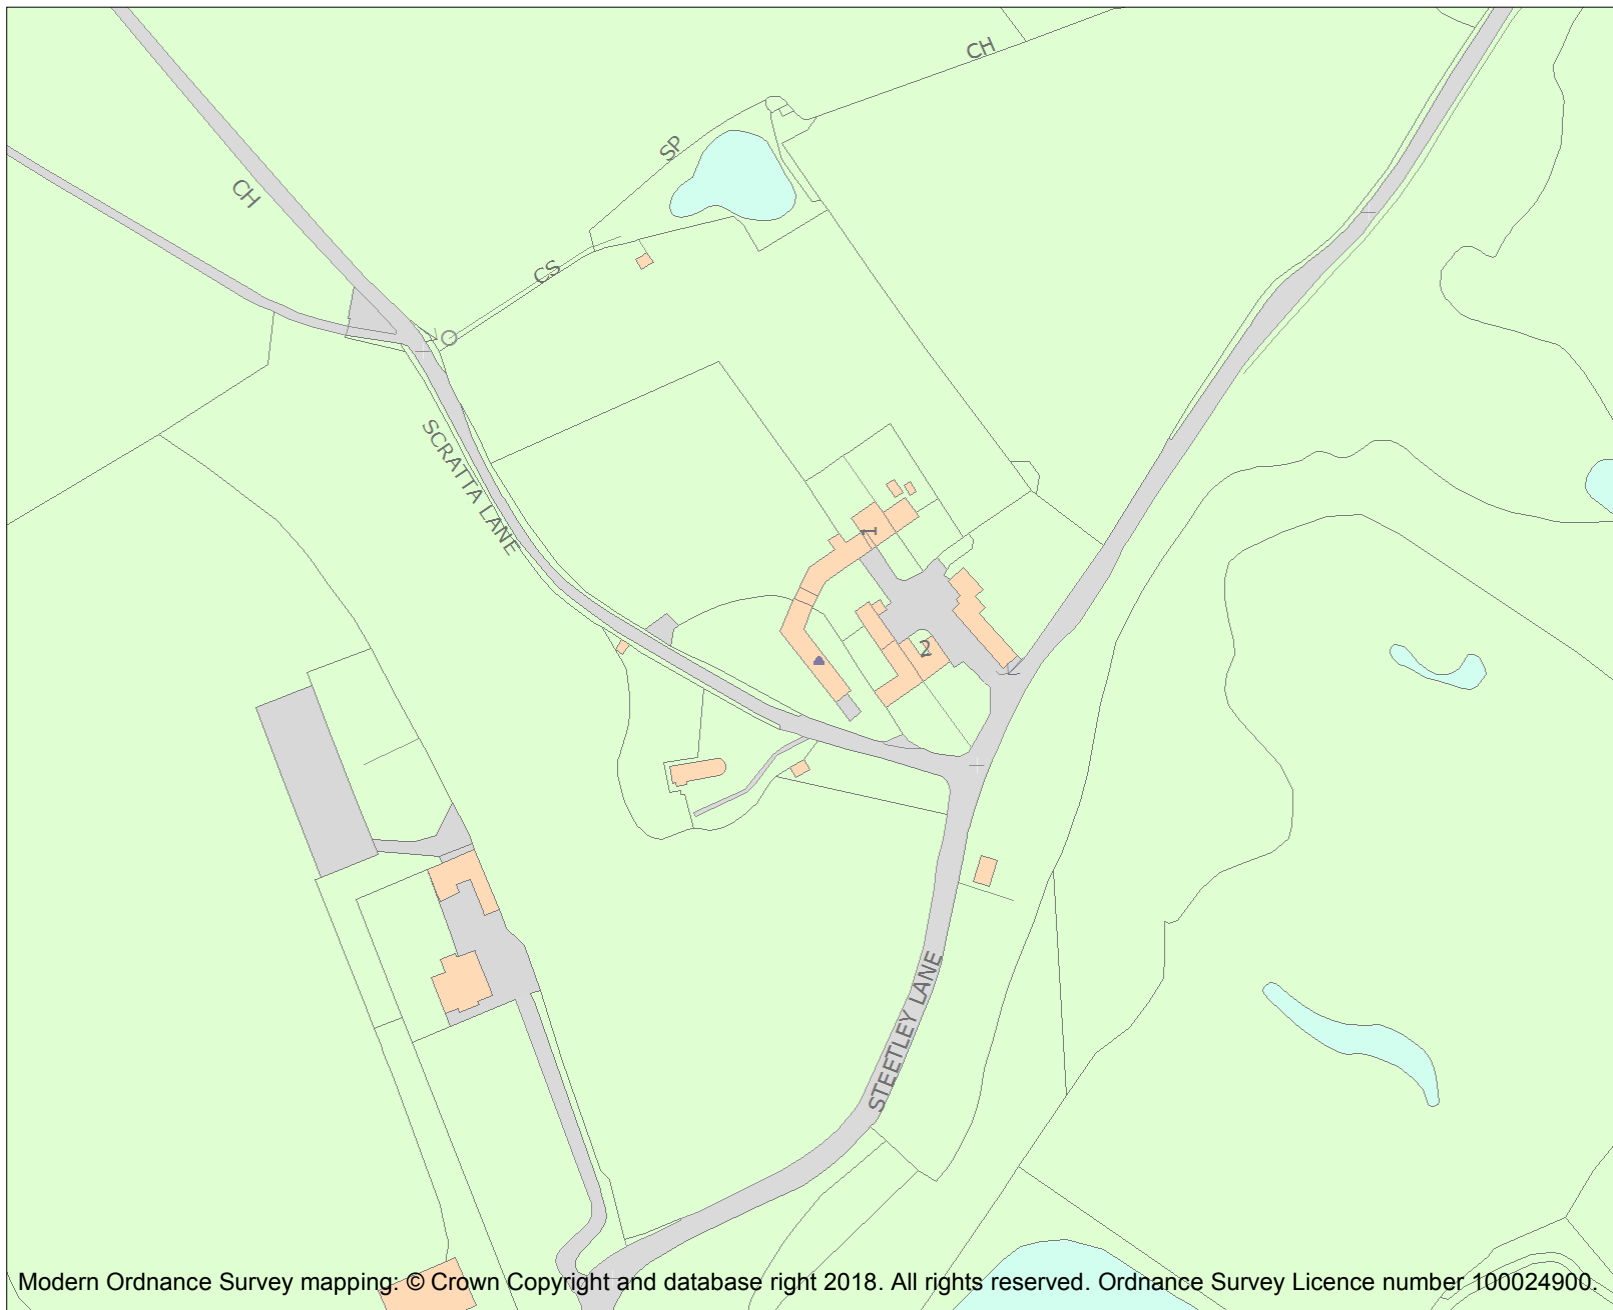 CH
SP
CH
CS
SCRATTA LANE
1
2
STEETLEY LANE
Modern Ordnance Survey mapping: © Crown Copyright and database right 2018. All rights reserved. Ordnance Survey Licence number 100024900.